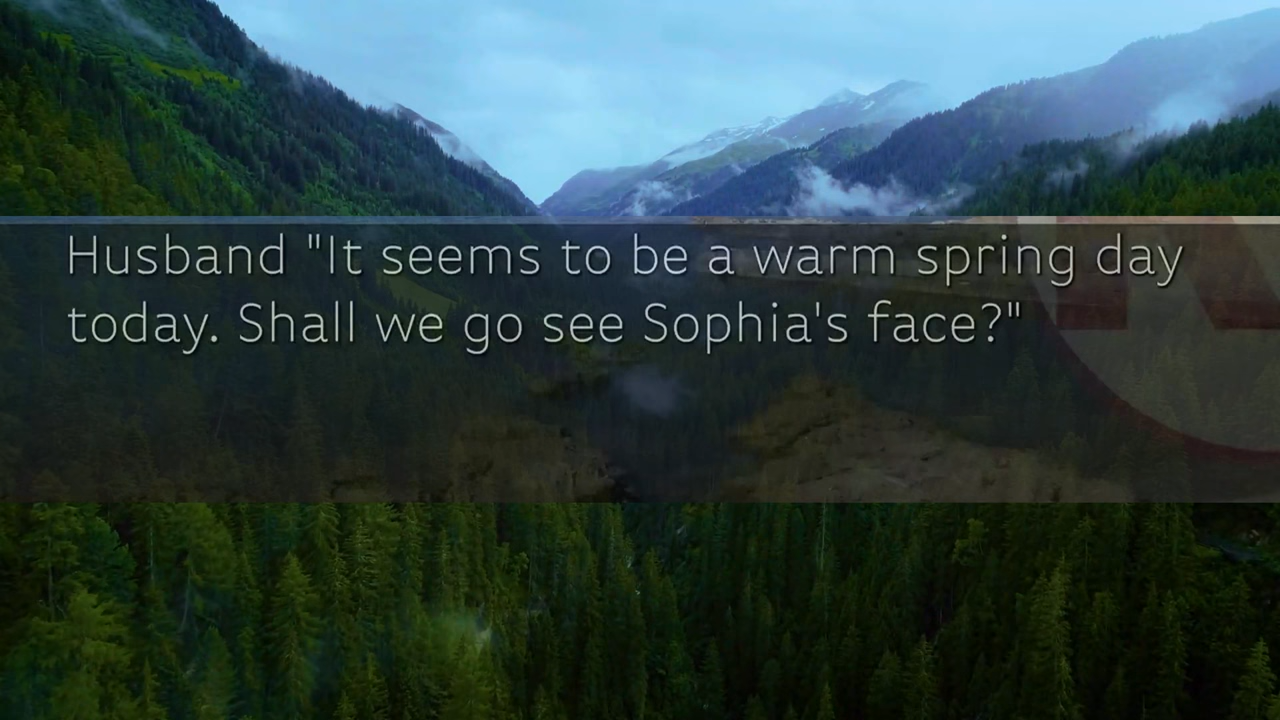 Husband "It seems to be a warm spring day
today. Shall we go see Sophia's face?"